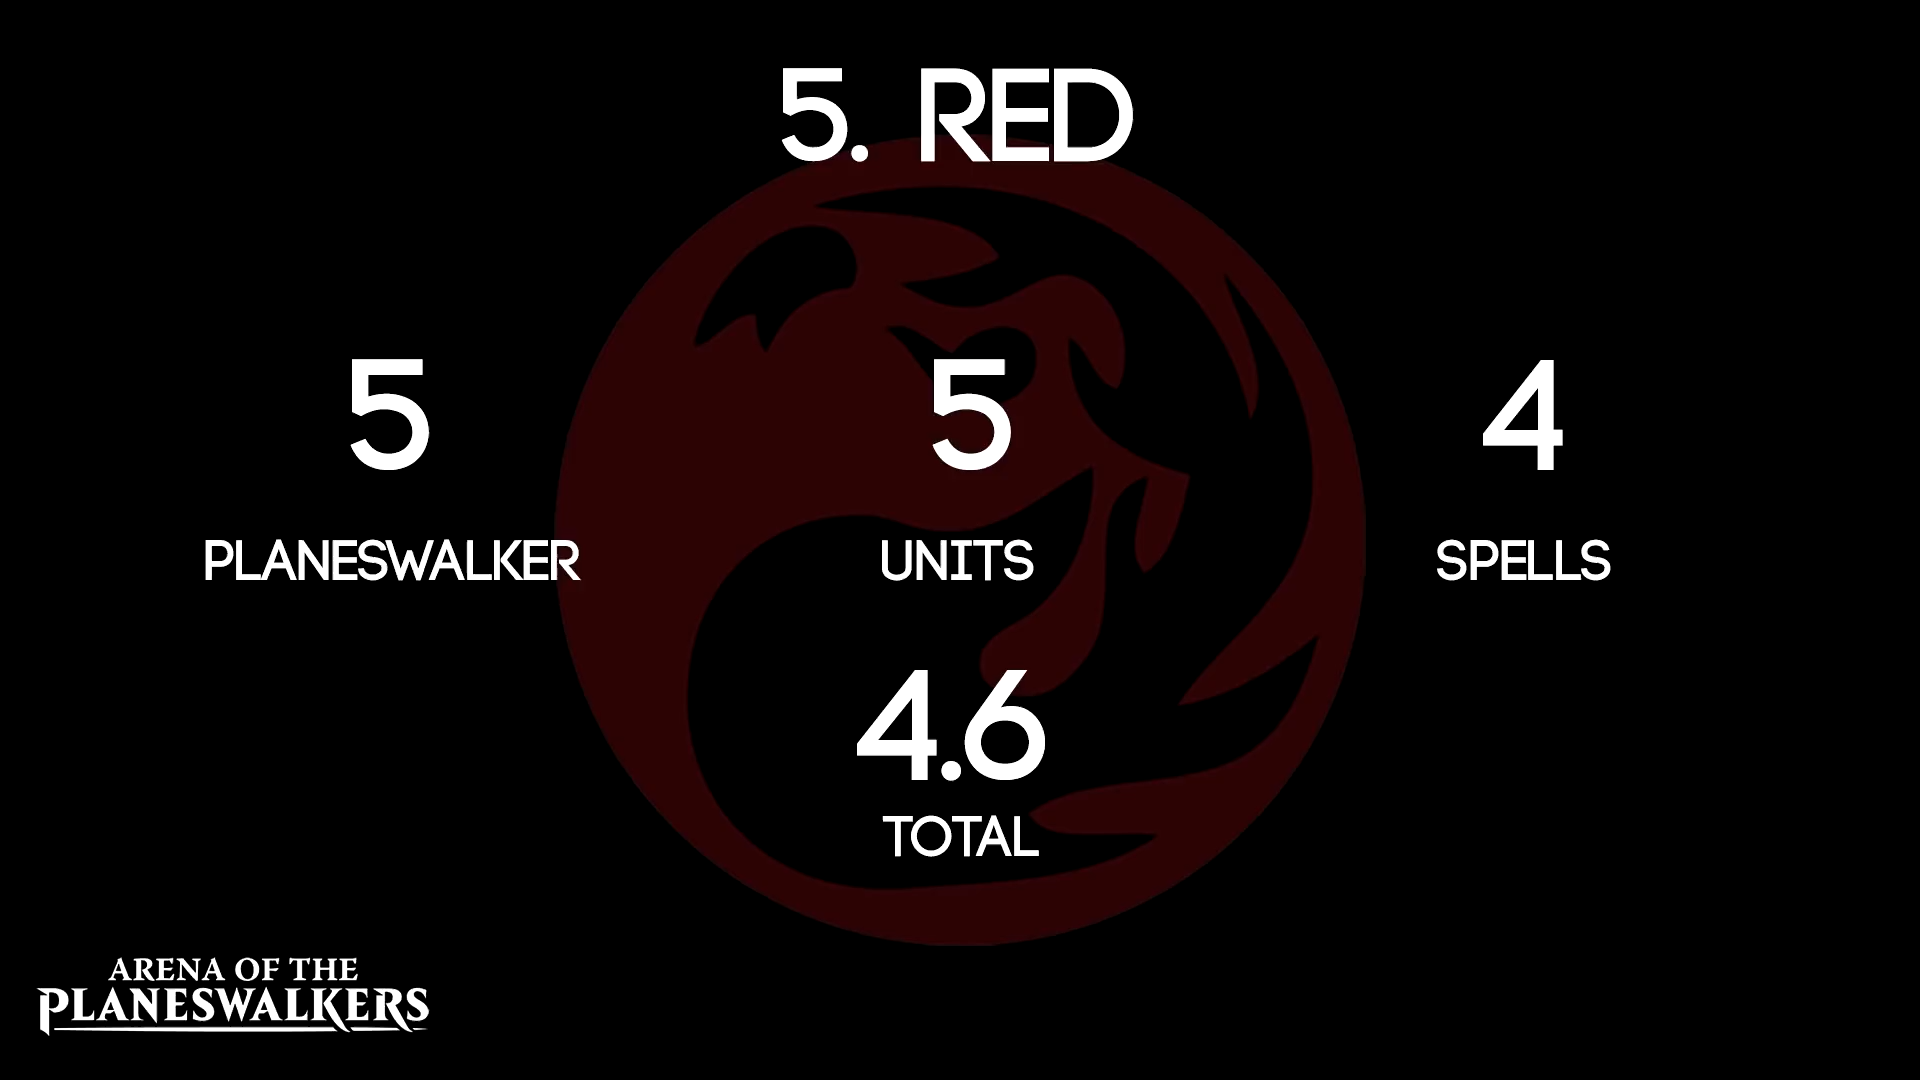 5. RED
5
5
4
PLANESWALKER
UNITS
SPELLS
4.6
TOTAL
ARENA OF THE
PLANESWALKERS